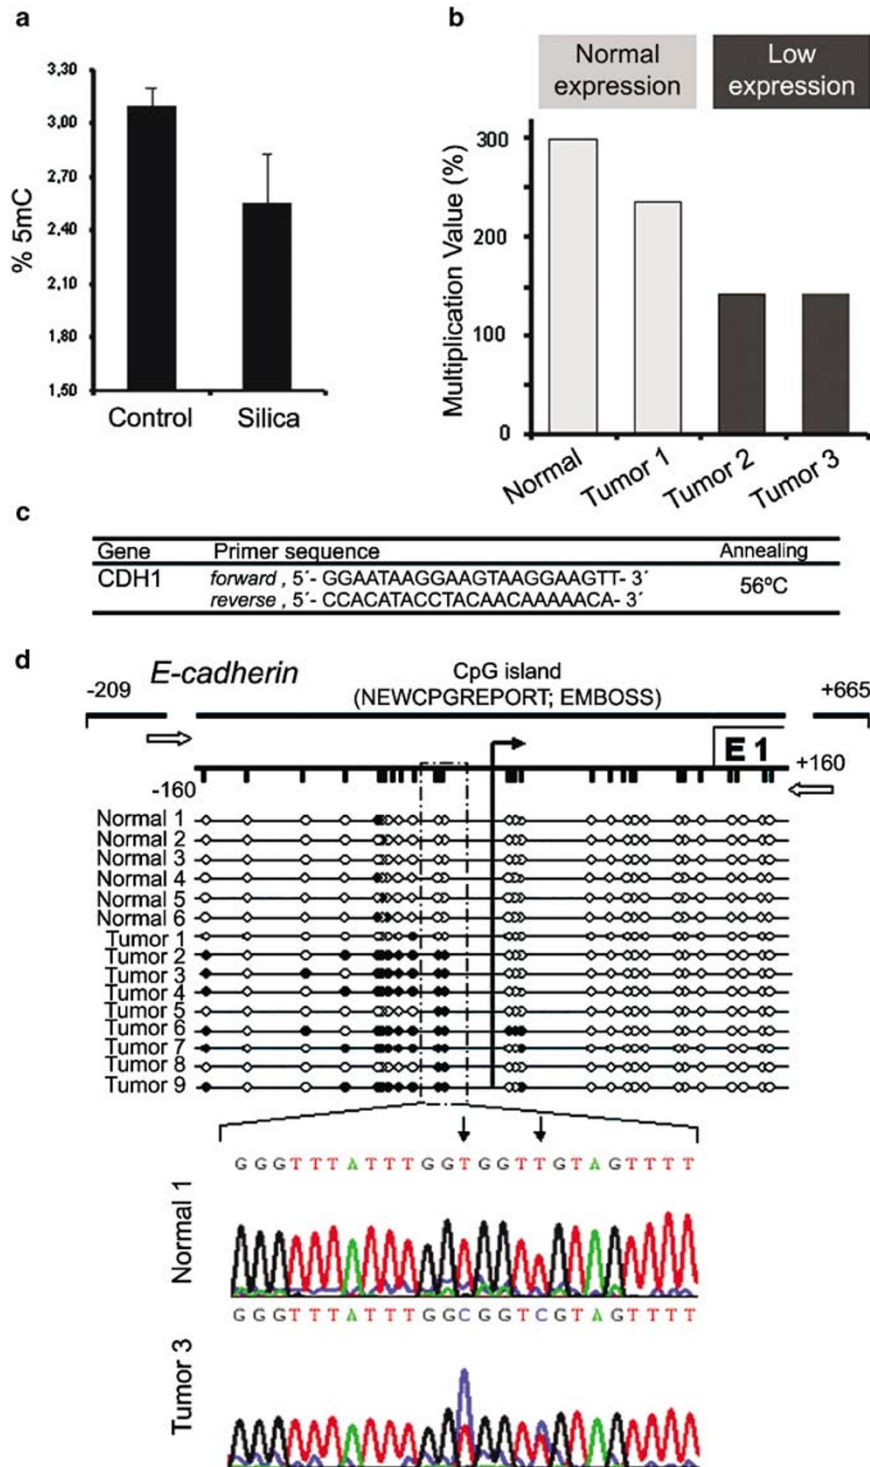 a
3,30
3,00
2,70
2,40
2,10
1,80
1,50
% 5mC
Control Silica
b
Normal expression
Low expression
Multiplication Value (%)
300
200
100
0
Normal Tumor 1 Tumor 2 Tumor 3
c
Gene Primer sequence Annealing
CDH1 forward , 5´- GGAATAAGGAAGTAAGGAAGTT- 3´ 56ºC
reverse , 5´- CCACATACCTACAACAAAAACA- 3´
d
E-cadherin
CpG island
(NEWCPGREPORT; EMBOSS)
-209 +665
E 1
-160 +160
Normal 1
Normal 2
Normal 3
Normal 4
Normal 5
Normal 6
Tumor 1
Tumor 2
Tumor 3
Tumor 4
Tumor 5
Tumor 6
Tumor 7
Tumor 8
Tumor 9
G G G T T T A T T T G G T G G T T G T A G T T T T
Normal 1
G G G T T T A T T T G G C G G T C G T A G T T T T
Tumor 3